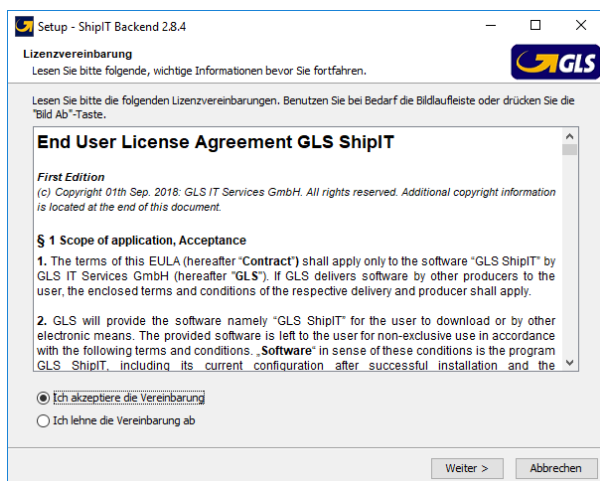 Setup - ShipIT Backend 2.8.4
Lizenzvereinbarung
Lesen Sie bitte folgende, wichtige Informationen bevor Sie fortfahren.
GLS
Lesen Sie bitte die folgenden Lizenzvereinbarungen. Benutzen Sie bei Bedarf die Bildlaufleiste oder drücken Sie die
"Bild Ab"-Taste.
End User License Agreement GLS ShipIT
First Edition
(c) Copyright 01th Sep. 2018: GLS IT Services GmbH. All rights reserved. Additional copyright information
is located at the end of this document.
§ 1 Scope of application, Acceptance
1. The terms of this EULA (hereafter “Contract”) shall apply only to the software “GLS ShipIT” by
GLS IT Services GmbH (hereafter "GLS"). If GLS delivers software by other producers to the
user, the enclosed terms and conditions of the respective delivery and producer shall apply.
2. GLS will provide the software namely “GLS ShipIT” for the user to download or by other
electronic means. The provided software is left to the user for non-exclusive use in accordance
with the following terms and conditions. „Software“ in sense of these conditions is the program
GLS ShipIT, including its current configuration after successful installation and the
Ich akzeptiere die Vereinbarung
Ich lehne die Vereinbarung ab
Weiter >
Abbrechen